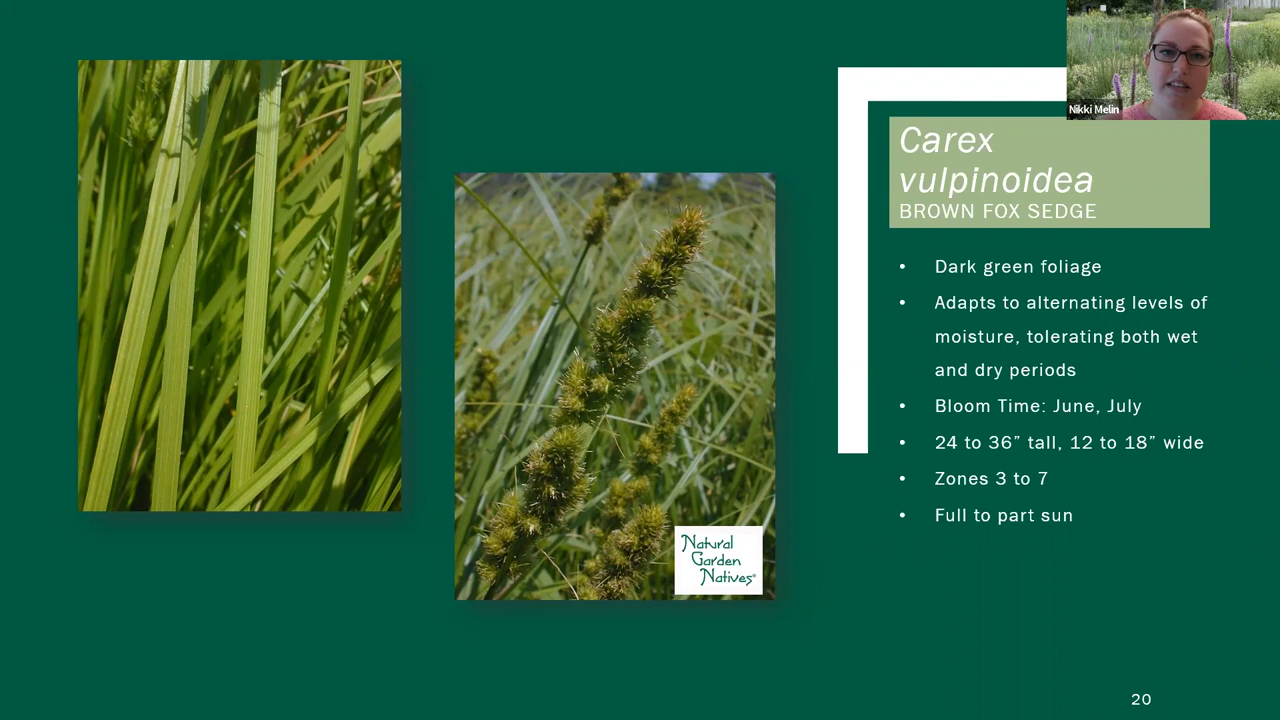 Nikki Melin
Carex
vulpinoidea
BROWN FOX SEDGE
• Dark green foliage
• Adapts to alternating levels of
moisture, tolerating both wet
and dry periods
• Bloom Time: June, July
• 24 to 36” tall, 12 to 18” wide
• Zones 3 to 7
• Full to part sun
Natural
Garden
Natives®
20